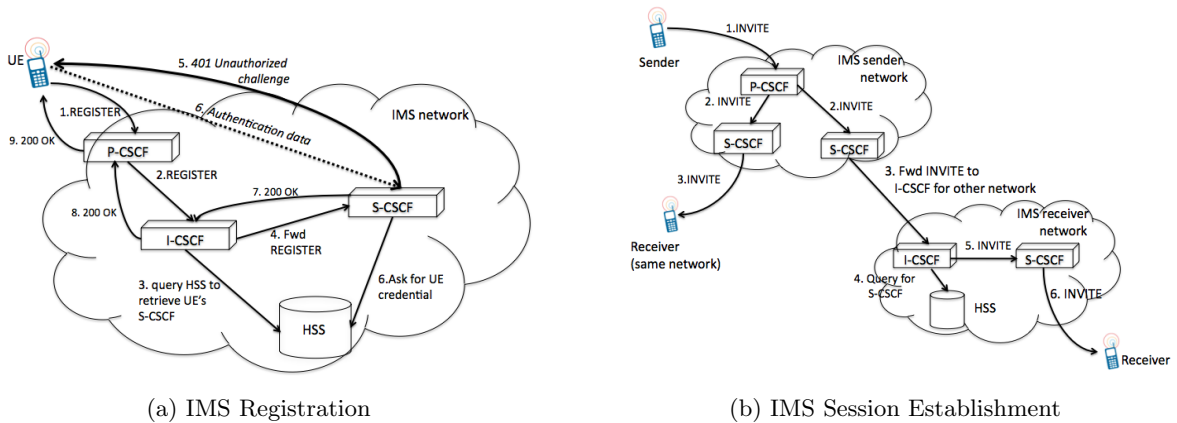 UE
5. 401 Unauthorized
challenge
6. Authentication data
IMS network
1.REGISTER
9. 200 OK
P-CSCF
2.REGISTER
7. 200 OK
8. 200 OK
S-CSCF
I-CSCF
4. Fwd
REGISTER
3. query HSS to
retrieve UE's
S-CSCF
6.Ask for UE
credential
HSS
(a) IMS Registration
1.INVITE
Sender
IMS sender
network
P-CSCF
2. INVITE
2.INVITE
S-CSCF
S-CSCF
3.INVITE
3. Fwd INVITE to
I-CSCF for other network
Receiver
(same network)
IMS receiver
network
5. INVITE
I-CSCF
S-CSCF
4. Query for
S-CSCF
6. INVITE
HSS
Receiver
(b) IMS Session Establishment